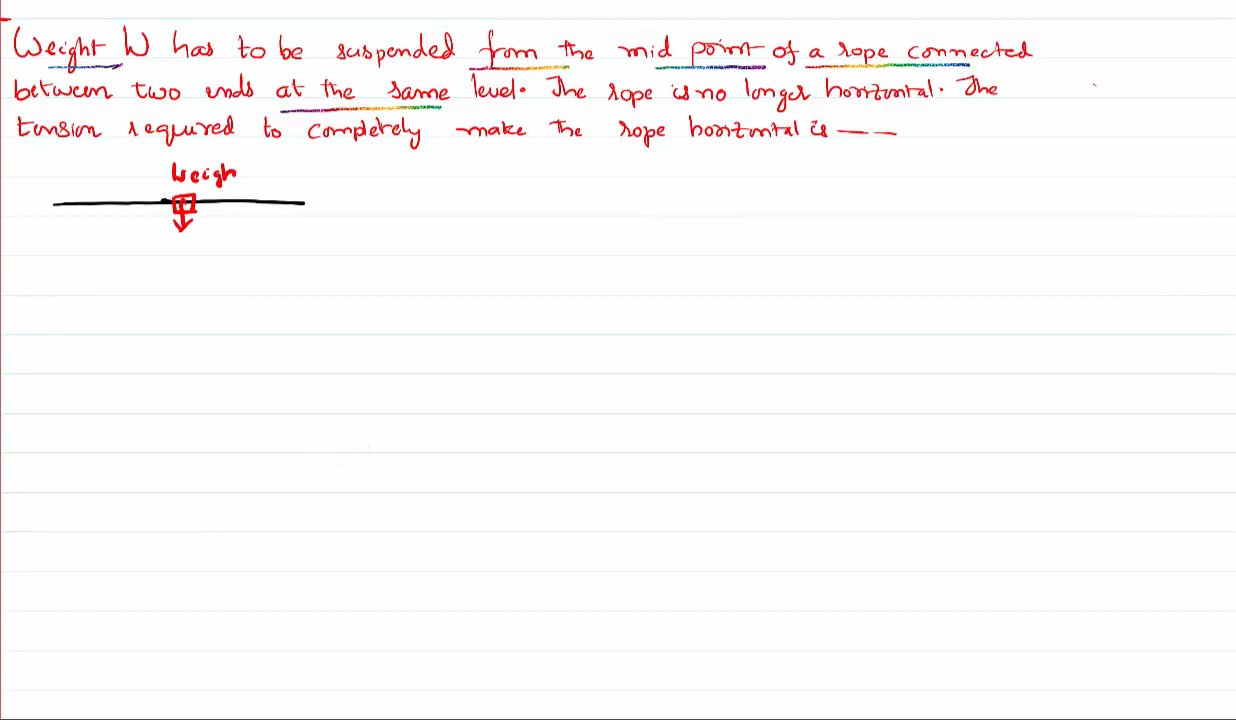 Weight W has to be suspended from the mid point of a rope connected
between two ends at the same level. The rope is no longer horizontal. The
tension required to completely make the rope horizontal is — —
Weigh